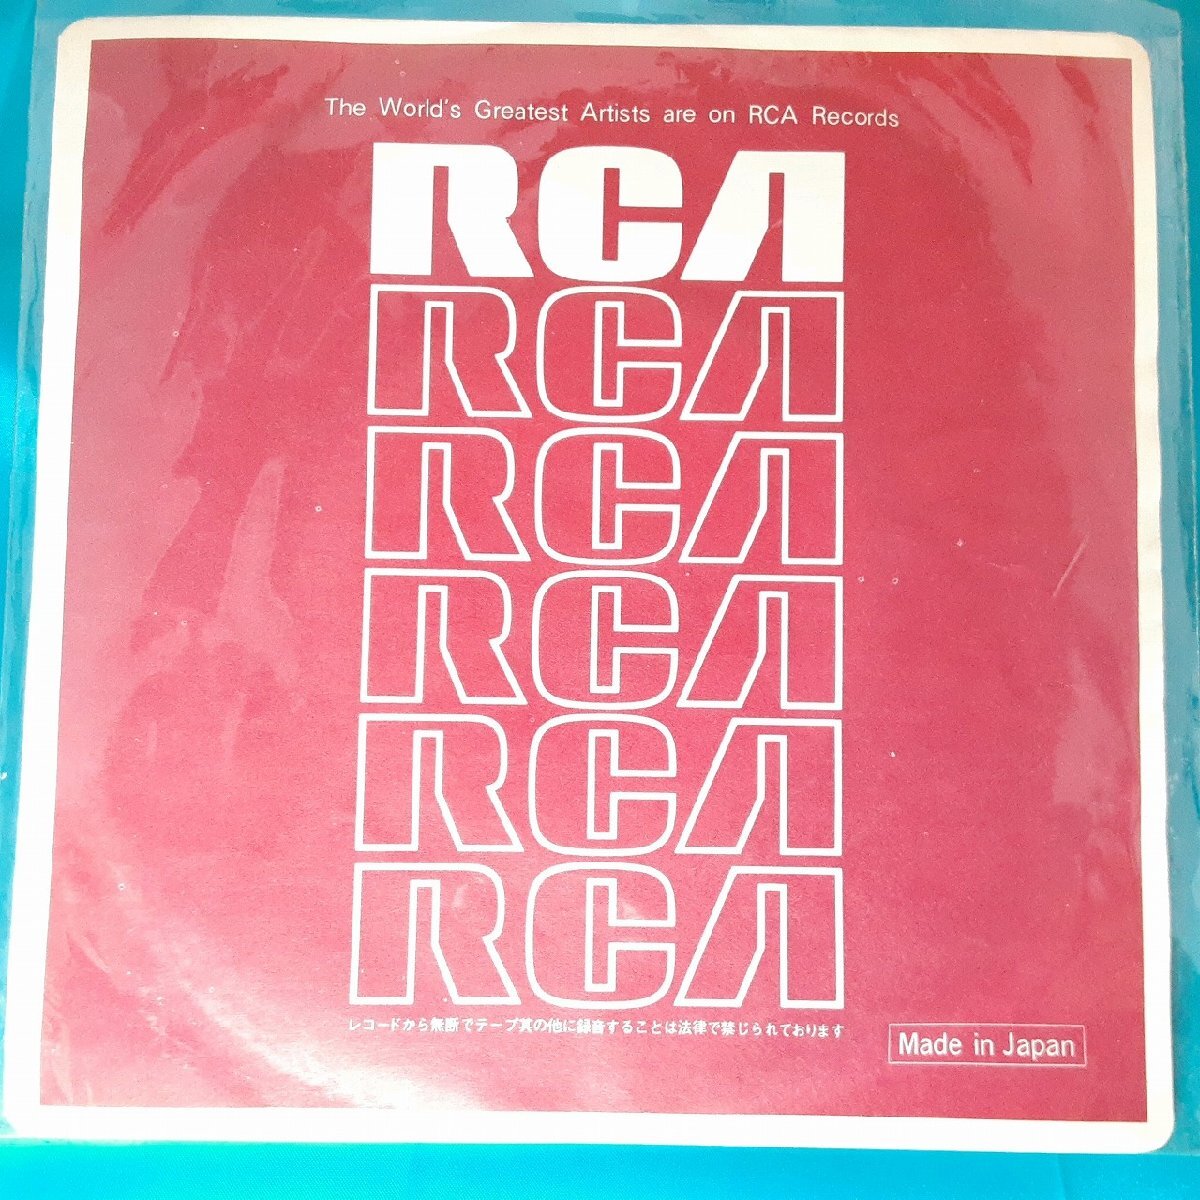 The World's Greatest Artists are on RCA Records
RCA
RCA
RCA
RCA
RCA
RCA
レコードから無断でテープ其の他に録音することは法律で禁じられております
Made in Japan